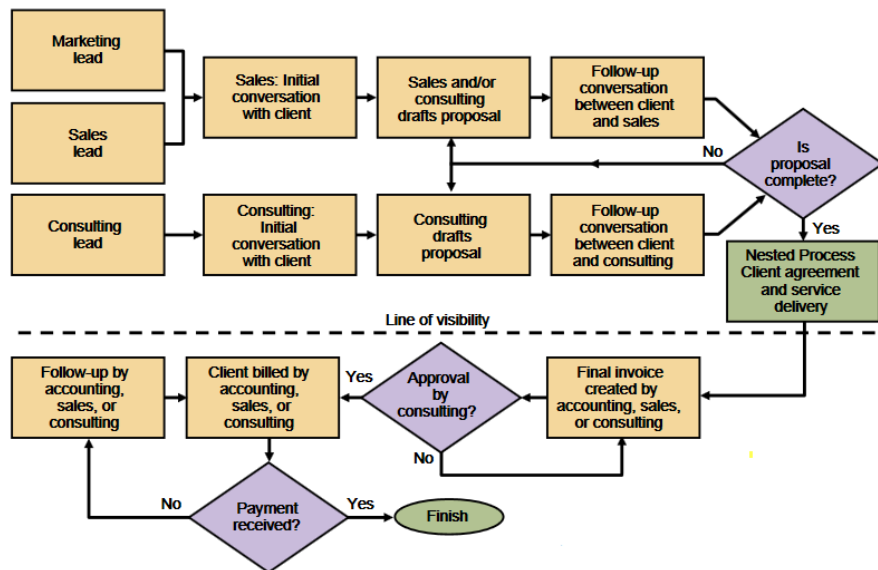 Marketing
lead
Sales
lead
Consulting
lead
Sales: Initial
conversation
with client
Consulting:
Initial
conversation
with client
Sales and/or
consulting
drafts proposal
Consulting
drafts
proposal
Follow-up
conversation
between client
and sales
Follow-up
conversation
between client
and consulting
No
Is
proposal
complete?
Yes
Nested Process
Client agreement
and service
delivery
Line of visibility
Follow-up by
accounting,
sales, or
consulting
Client billed by
accounting,
sales, or
consulting
Yes
Approval
by
consulting?
No
Final invoice
created by
accounting, sales,
or consulting
No
Payment
received?
Yes
Finish